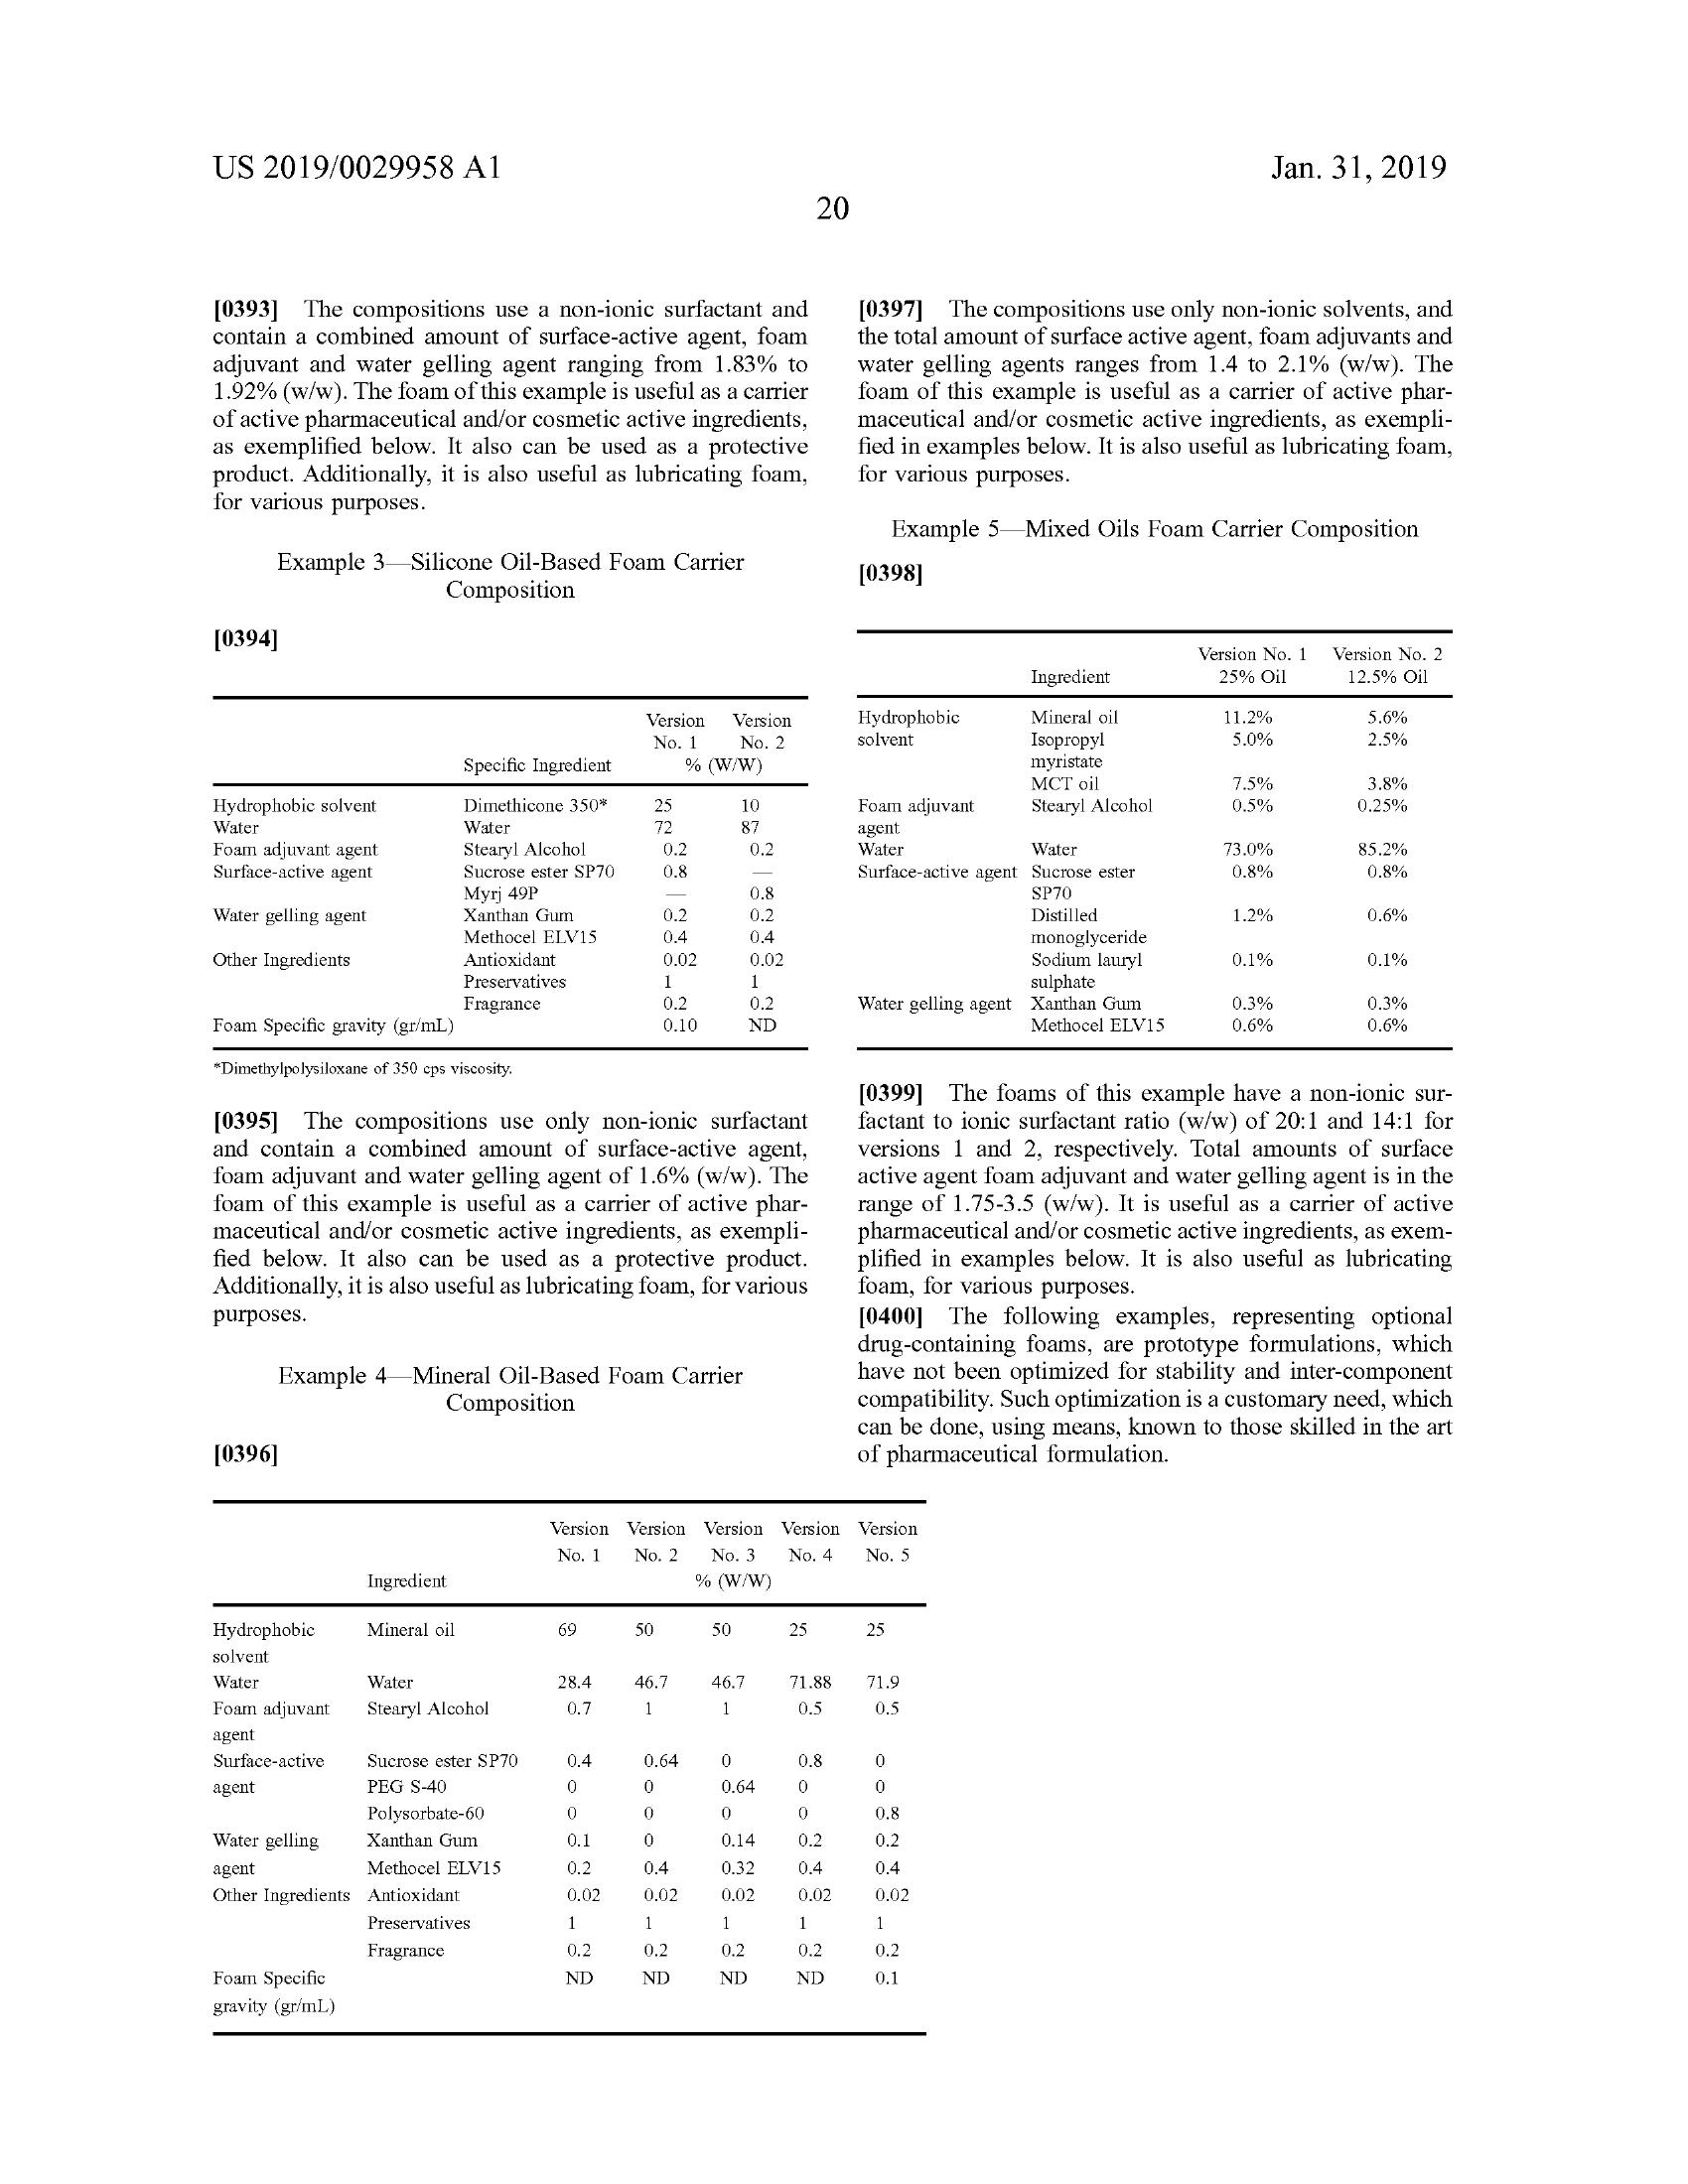 US 2019/0029958 A1
Jan. 31, 2019
20
[0393] The compositions use a non-ionic surfactant and
contain a combined amount of surface-active agent, foam
adjuvant and water gelling agent ranging from 1.83% to
1.92% (w/w). The foam of this example is useful as a carrier
of active pharmaceutical and/or cosmetic active ingredients,
as exemplified below. It also can be used as a protective
product. Additionally, it is also useful as lubricating foam,
for various purposes.
Example 3—Silicone Oil-Based Foam Carrier
Composition
[0394]
Version Version
No. 1 No. 2
Specific Ingredient % (W/W)
Hydrophobic solvent Dimethicone 350* 25 10
Water Water 72 87
Foam adjuvant agent Stearyl Alcohol 0.2 0.2
Surface-active agent Sucrose ester SP70 0.8 —
Myrj 49P — 0.8
Water gelling agent Xanthan Gum 0.2 0.2
Methocel ELV15 0.4 0.4
Other Ingredients Antioxidant 0.02 0.02
Preservatives 1 1
Fragrance 0.2 0.2
Foam Specific gravity (gr/mL) 0.10 ND
*Dimethylpolysiloxane of 350 cps viscosity.
[0395] The compositions use only non-ionic surfactant
and contain a combined amount of surface-active agent,
foam adjuvant and water gelling agent of 1.6% (w/w). The
foam of this example is useful as a carrier of active phar-
maceutical and/or cosmetic active ingredients, as exempli-
fied below. It also can be used as a protective product.
Additionally, it is also useful as lubricating foam, for various
purposes.
Example 4—Mineral Oil-Based Foam Carrier
Composition
[0396]
[0397] The compositions use only non-ionic solvents, and
the total amount of surface active agent, foam adjuvants and
water gelling agents ranges from 1.4 to 2.1% (w/w). The
foam of this example is useful as a carrier of active phar-
maceutical and/or cosmetic active ingredients, as exempli-
fied in examples below. It is also useful as lubricating foam,
for various purposes.
Example 5—Mixed Oils Foam Carrier Composition
[0398]
Version No. 1 Version No. 2
Ingredient 25% Oil 12.5% Oil
Hydrophobic Mineral oil 11.2% 5.6%
solvent Isopropyl 5.0% 2.5%
myristate
MCT oil 7.5% 3.8%
Foam adjuvant Stearyl Alcohol 0.5% 0.25%
agent
Water Water 73.0% 85.2%
Surface-active agent Sucrose ester 0.8% 0.8%
SP70
Distilled 1.2% 0.6%
monoglyceride
Sodium lauryl 0.1% 0.1%
sulphate
Water gelling agent Xanthan Gum 0.3% 0.3%
Methocel ELV15 0.6% 0.6%
[0399] The foams of this example have a non-ionic sur-
factant to ionic surfactant ratio (w/w) of 20:1 and 14:1 for
versions 1 and 2, respectively. Total amounts of surface
active agent foam adjuvant and water gelling agent is in the
range of 1.75-3.5 (w/w). It is useful as a carrier of active
pharmaceutical and/or cosmetic active ingredients, as exem-
plified in examples below. It is also useful as lubricating
foam, for various purposes.
[0400] The following examples, representing optional
drug-containing foams, are prototype formulations, which
have not been optimized for stability and inter-component
compatibility. Such optimization is a customary need, which
can be done, using means, known to those skilled in the art
of pharmaceutical formulation.
Version Version Version Version Version
No. 1 No. 2 No. 3 No. 4 No. 5
Ingredient % (W/W)
Hydrophobic Mineral oil 69 50 50 25 25
solvent
Water Water 28.4 46.7 46.7 71.88 71.9
Foam adjuvant Stearyl Alcohol 0.7 1 1 0.5 0.5
agent
Surface-active Sucrose ester SP70 0.4 0.64 0 0.8 0
agent PEG S-40 0 0 0.64 0 0
Polysorbate-60 0 0 0 0 0.8
Water gelling Xanthan Gum 0.1 0 0.14 0.2 0.2
agent Methocel ELV15 0.2 0.4 0.32 0.4 0.4
Other Ingredients Antioxidant 0.02 0.02 0.02 0.02 0.02
Preservatives 1 1 1 1 1
Fragrance 0.2 0.2 0.2 0.2 0.2
Foam Specific ND ND ND ND 0.1
gravity (gr/mL)